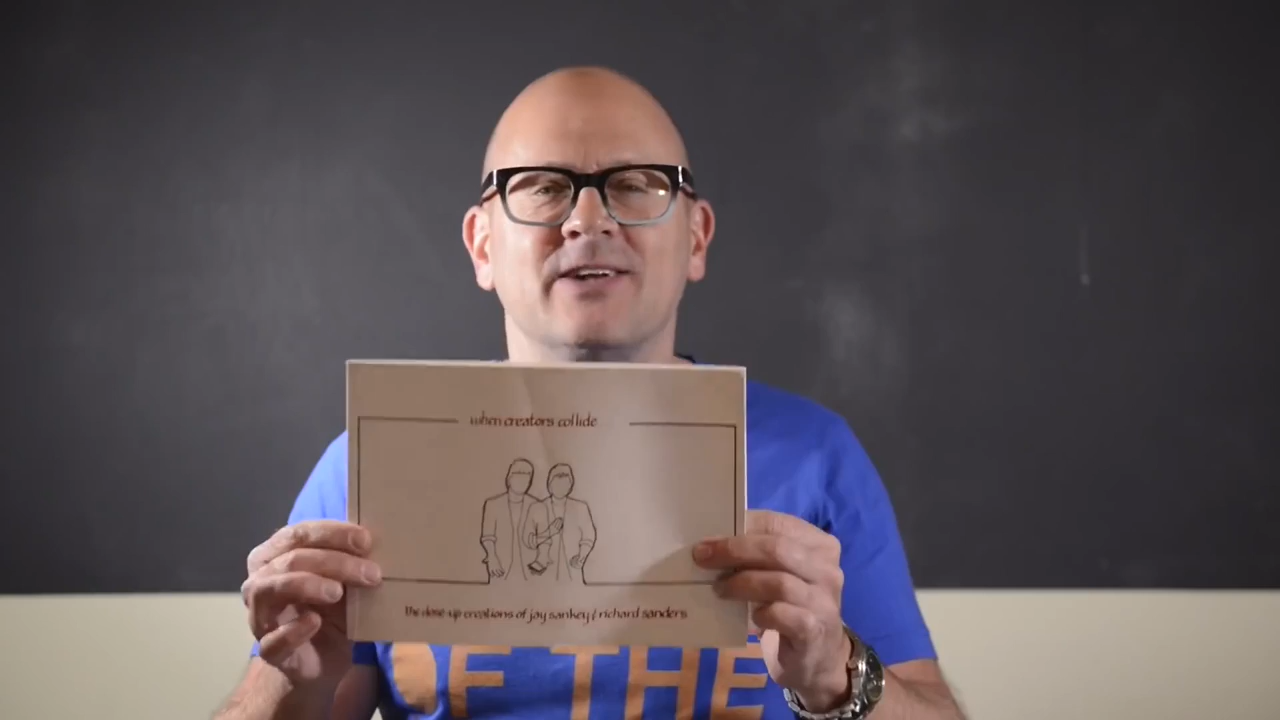 when creators collide
the close-up creations of jay sankey & richard sanders
OF THE